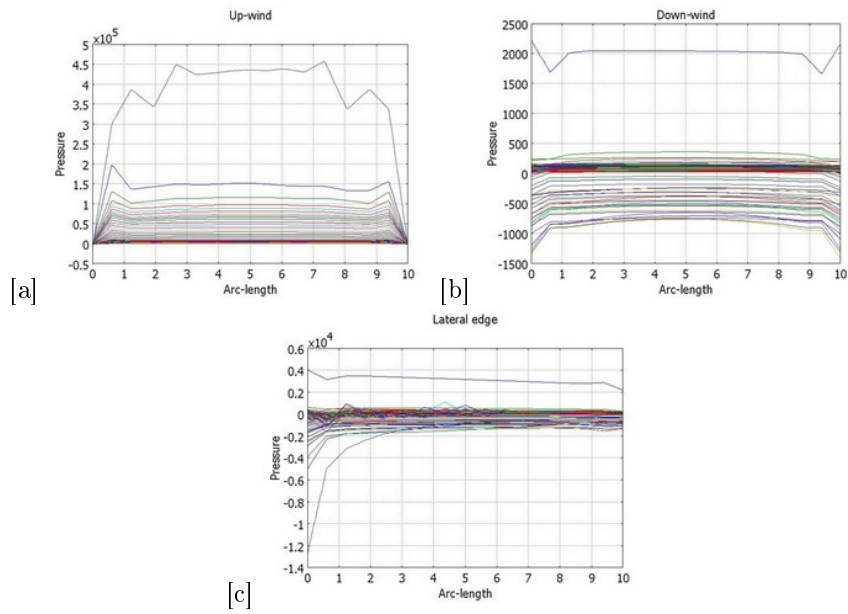 Up-wind
x10^5
5
4.5
4
3.5
3
2.5
2
1.5
1
0.5
0
-0.5
Pressure
0 1 2 3 4 5 6 7 8 9 10
Arc-length
[a]
Down-wind
2500
2000
1500
1000
500
0
-500
-1000
-1500
Pressure
0 1 2 3 4 5 6 7 8 9 10
Arc-length
[b]
Lateral edge
x10^4
0.6
0.4
0.2
0
-0.2
-0.4
-0.6
-0.8
-1
-1.2
-1.4
Pressure
0 1 2 3 4 5 6 7 8 9 10
Arc-length
[c]